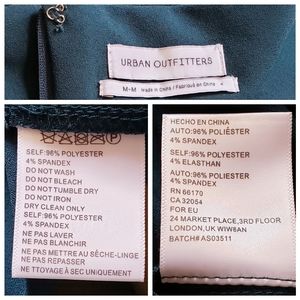 URBAN OUTFITTERS
M-M Made in China / Fabriqué en Chine
SELF:96% POLYESTER
4% SPANDEX
DO NOT WASH
DO NOT BLEACH
DO NOT TUMBLE DRY
DO NOT IRON
DRY CLEAN ONLY
SELF:96% POLYESTER
4% SPANDEX
NE PAS LAVER
NE PAS BLANCHIR
NE PAS METTRE AU SÈCHE-LINGE
NE PAS REPASSER
NETTOYAGE À SEC UNIQUEMENT
HECHO EN CHINA
AUTO:96% POLIÉSTER
4% SPANDEX
SELF:96% POLYESTER
4% ELASTHAN
AUTO:96% POLYESTER
4% SPANDEX
RN 66170
CA 32054
FOR EU
24 MARKET PLACE,3RD FLOOR
LONDON, UK W1W8AN
BATCH#AS03511